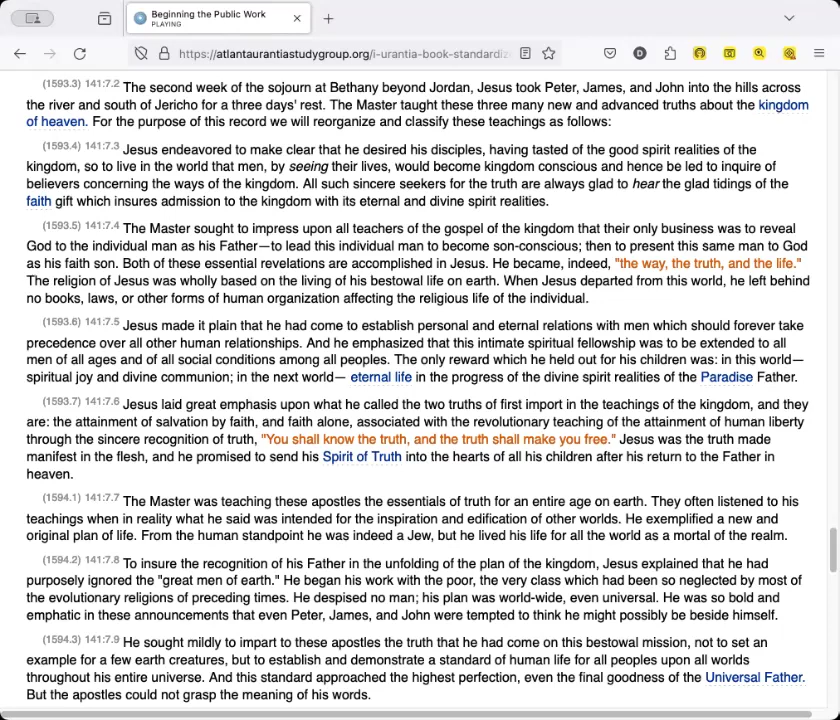 Beginning the Public Work
PLAYING
https://atlantaurantiastudygroup.org/i-urantia-book-standardiz
(1593.3) 141:7.2 The second week of the sojourn at Bethany beyond Jordan, Jesus took Peter, James, and John into the hills across
the river and south of Jericho for a three days' rest. The Master taught these three many new and advanced truths about the kingdom
of heaven. For the purpose of this record we will reorganize and classify these teachings as follows:
(1593.4) 141:7.3 Jesus endeavored to make clear that he desired his disciples, having tasted of the good spirit realities of the
kingdom, so to live in the world that men, by seeing their lives, would become kingdom conscious and hence be led to inquire of
believers concerning the ways of the kingdom. All such sincere seekers for the truth are always glad to hear the glad tidings of the
faith gift which insures admission to the kingdom with its eternal and divine spirit realities.
(1593.5) 141:7.4 The Master sought to impress upon all teachers of the gospel of the kingdom that their only business was to reveal
God to the individual man as his Father—to lead this individual man to become son-conscious; then to present this same man to God
as his faith son. Both of these essential revelations are accomplished in Jesus. He became, indeed, "the way, the truth, and the life."
The religion of Jesus was wholly based on the living of his bestowal life on earth. When Jesus departed from this world, he left behind
no books, laws, or other forms of human organization affecting the religious life of the individual.
(1593.6) 141:7.5 Jesus made it plain that he had come to establish personal and eternal relations with men which should forever take
precedence over all other human relationships. And he emphasized that this intimate spiritual fellowship was to be extended to all
men of all ages and of all social conditions among all peoples. The only reward which he held out for his children was: in this world—
spiritual joy and divine communion; in the next world— eternal life in the progress of the divine spirit realities of the Paradise Father.
(1593.7) 141:7.6 Jesus laid great emphasis upon what he called the two truths of first import in the teachings of the kingdom, and they
are: the attainment of salvation by faith, and faith alone, associated with the revolutionary teaching of the attainment of human liberty
through the sincere recognition of truth, "You shall know the truth, and the truth shall make you free." Jesus was the truth made
manifest in the flesh, and he promised to send his Spirit of Truth into the hearts of all his children after his return to the Father in
heaven.
(1594.1) 141:7.7 The Master was teaching these apostles the essentials of truth for an entire age on earth. They often listened to his
teachings when in reality what he said was intended for the inspiration and edification of other worlds. He exemplified a new and
original plan of life. From the human standpoint he was indeed a Jew, but he lived his life for all the world as a mortal of the realm.
(1594.2) 141:7.8 To insure the recognition of his Father in the unfolding of the plan of the kingdom, Jesus explained that he had
purposely ignored the "great men of earth." He began his work with the poor, the very class which had been so neglected by most of
the evolutionary religions of preceding times. He despised no man; his plan was world-wide, even universal. He was so bold and
emphatic in these announcements that even Peter, James, and John were tempted to think he might possibly be beside himself.
(1594.3) 141:7.9 He sought mildly to impart to these apostles the truth that he had come on this bestowal mission, not to set an
example for a few earth creatures, but to establish and demonstrate a standard of human life for all peoples upon all worlds
throughout his entire universe. And this standard approached the highest perfection, even the final goodness of the Universal Father.
But the apostles could not grasp the meaning of his words.